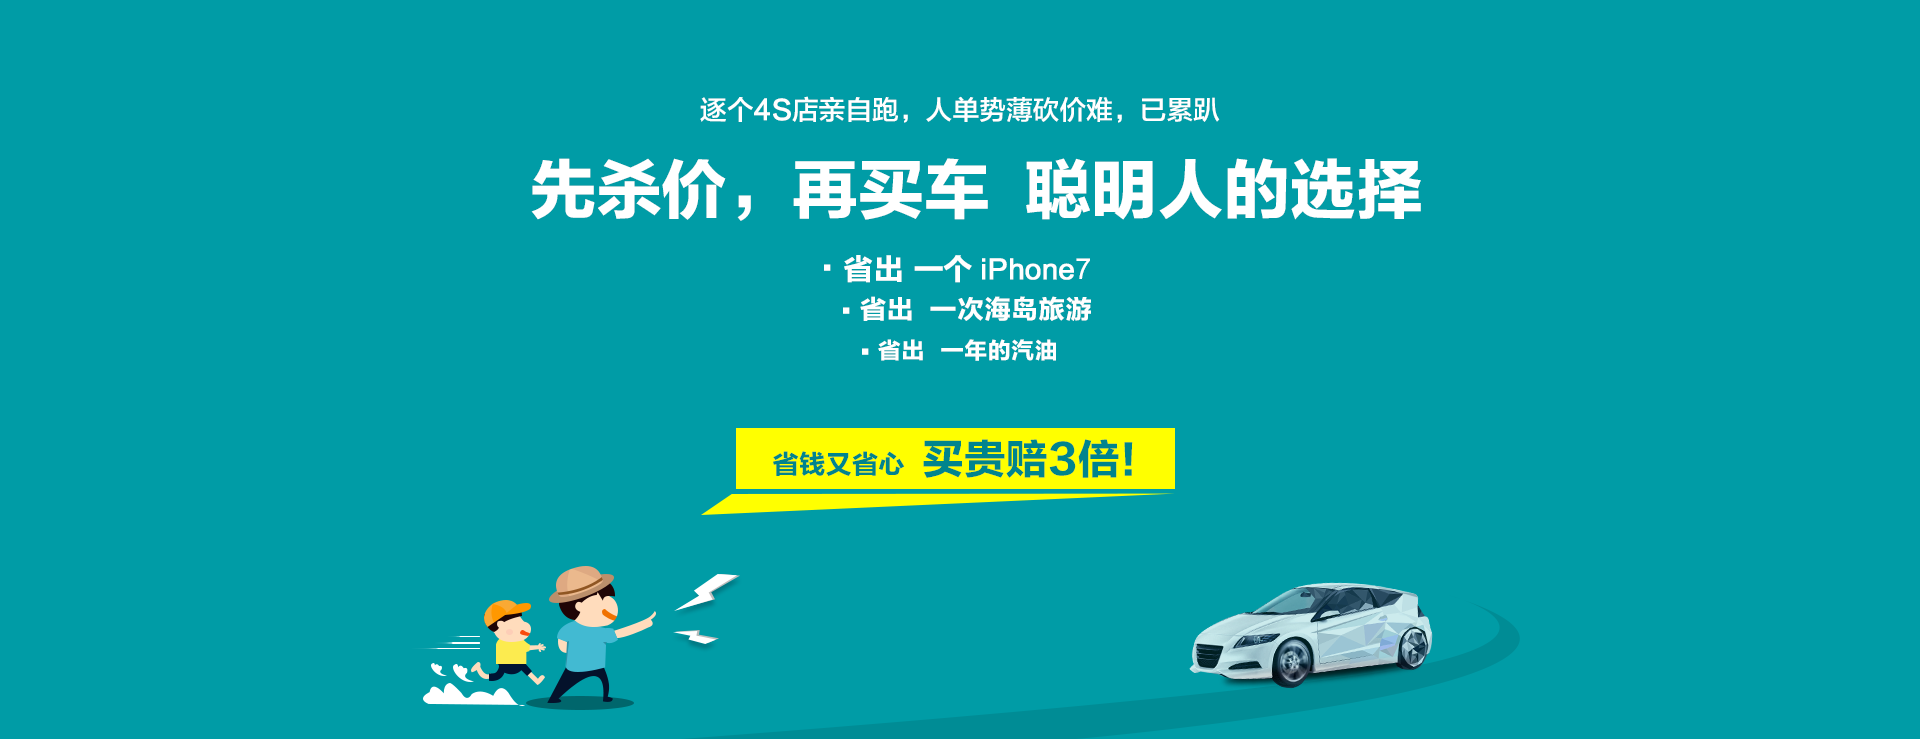 逐个4S店亲自跑，人单势薄砍价难，已累趴
先杀价，再买车 聪明人的选择
· 省出 一个 iPhone7
· 省出 一次海岛旅游
· 省出 一年的汽油
省钱又省心 买贵赔3倍!